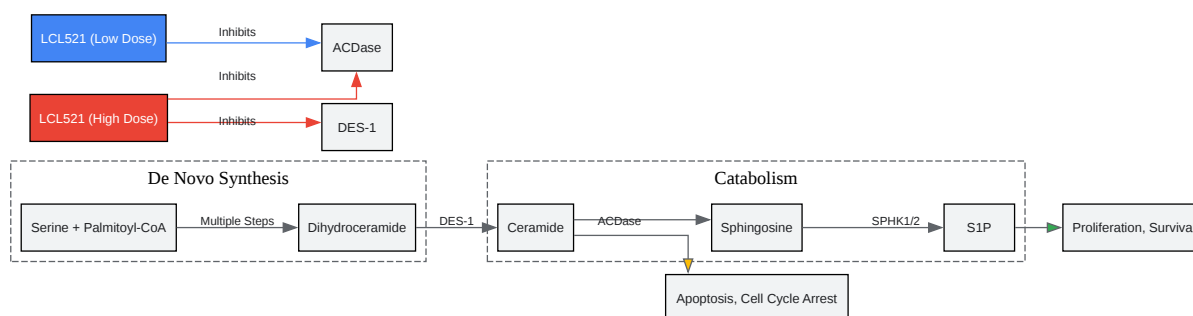 LCL521 (Low Dose)
Inhibits
ACDase
Inhibits
LCL521 (High Dose)
Inhibits
DES-1
De Novo Synthesis
Catabolism
Serine + Palmitoyl-CoA
Multiple Steps
Dihydroceramide
DES-1
Ceramide
ACDase
Sphingosine
SPHK1/2
S1P
Proliferation, Surviva
Apoptosis, Cell Cycle Arrest